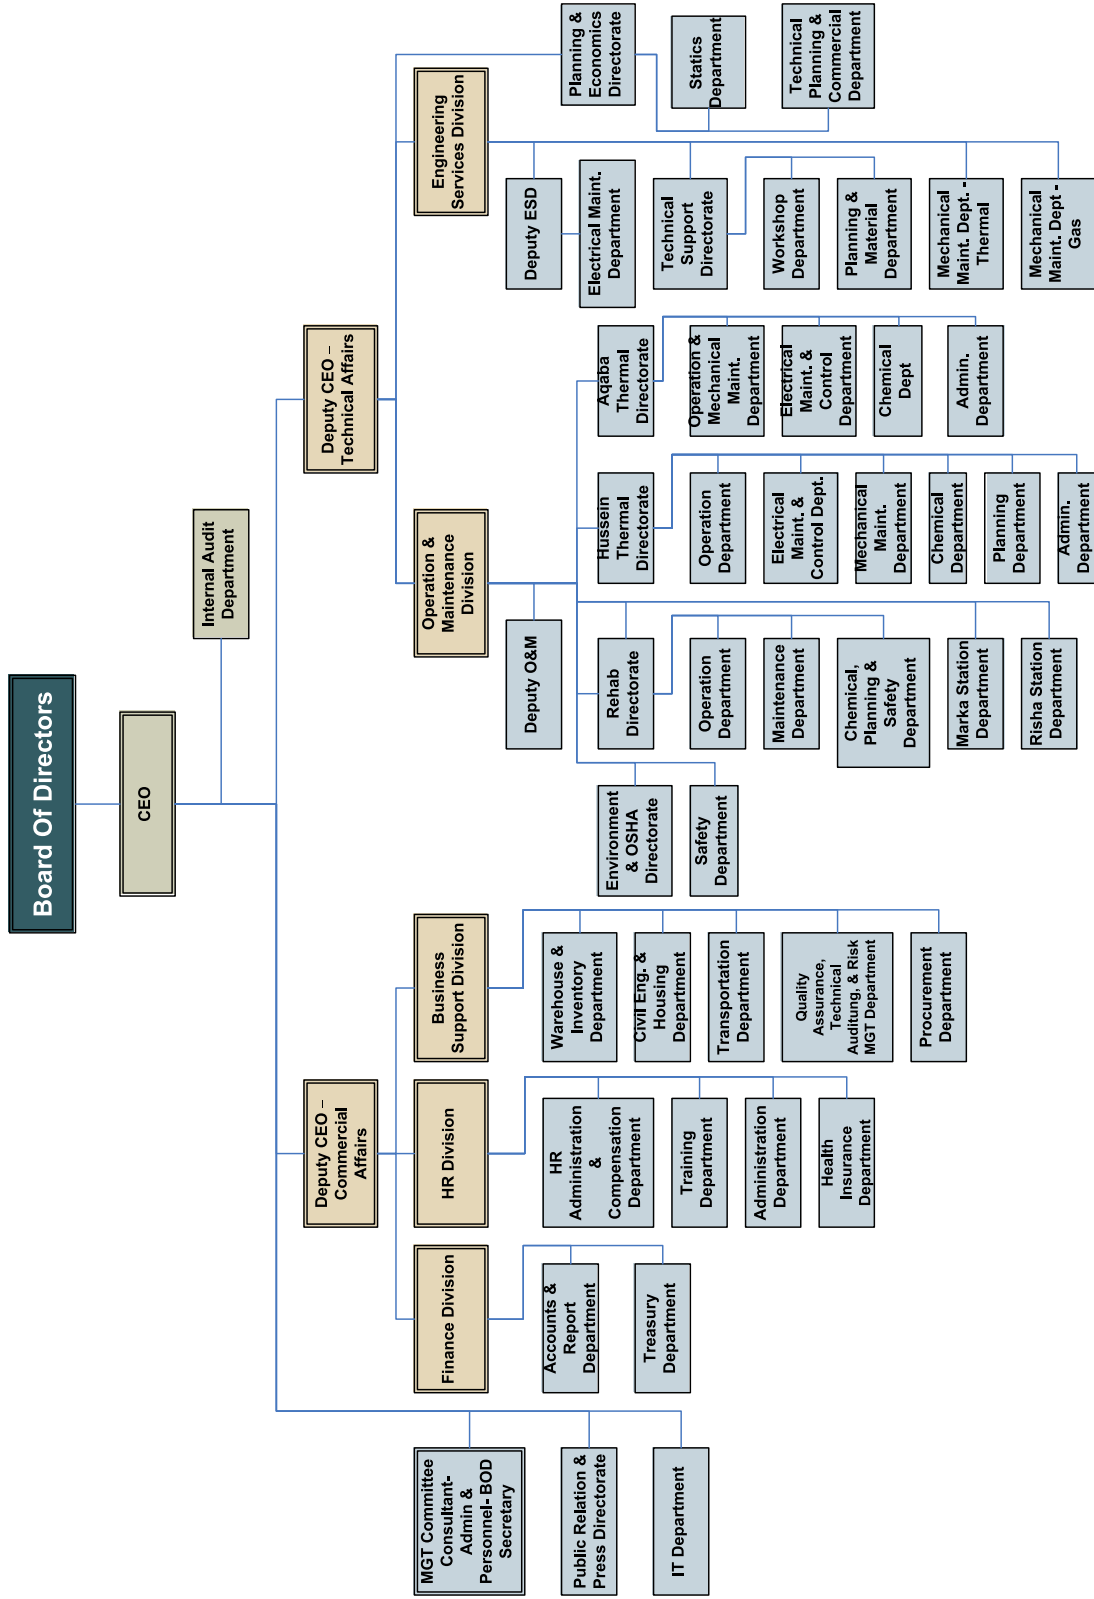 Board Of Directors
CEO
Internal Audit
Department
Deputy CEO –
Commercial
Affairs
Deputy CEO –
Technical Affairs
MGT Committee
Consultant-
Admin &
Personnel- BOD
Secretary
Public Relation &
Press Directorate
IT Department
Finance Division
Accounts &
Report
Department
Treasury
Department
HR Division
HR
Administration
&
Compensation
Department
Training
Department
Administration
Department
Health
Insurance
Department
Business
Support Division
Warehouse &
Inventory
Department
Civil Eng. &
Housing
Department
Transportation
Department
Quality
Assurance,
Technical
Auditung, & Risk
MGT Department
Procurement
Department
Operation &
Maintenance
Division
Deputy O&M
Environment
& OSHA
Directorate
Safety
Department
Rehab
Directorate
Operation
Department
Maintenance
Department
Chemical,
Planning &
Safety
Department
Marka Station
Department
Risha Station
Department
Hussein
Thermal
Directorate
Operation
Department
Electrical
Maint. &
Control Dept.
Mechanical
Maint.
Department
Chemical
Department
Planning
Department
Admin.
Department
Aqaba
Thermal
Directorate
Operation &
Mechanical
Maint.
Department
Electrical
Maint. &
Control
Department
Chemical
Dept
Admin.
Department
Engineering
Services Division
Deputy ESD
Electrical Maint.
Department
Technical
Support
Directorate
Workshop
Department
Planning &
Material
Department
Mechanical
Maint. Dept. -
Thermal
Mechanical
Maint. Dept -
Gas
Planning &
Economics
Directorate
Statics
Department
Technical
Planning &
Commercial
Department